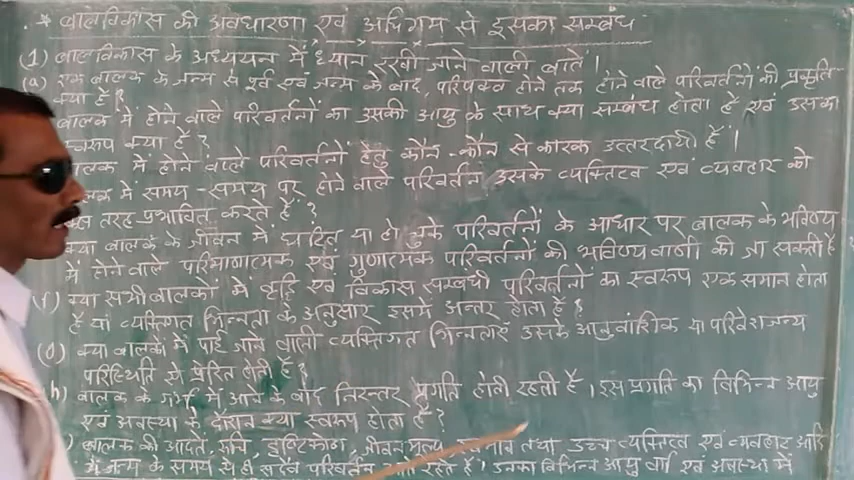 * बालविकास की अवधारणा एवं अधिगम से इसका सम्बंध
(1) बालविकास के अध्ययन में ध्यान रखी जाने वाली बातें।
(a) एक बालक के जन्म से पूर्व एवं जन्म के बाद, परिपक्व होने तक होने वाले परिवर्तनों की प्रकृति
क्या है?
बालक में होने वाले परिवर्तनों का उसकी आयु के साथ क्या सम्बंध होता है एवं उसका
स्वरूप क्या है?
बालक में होने वाले परिवर्तनों हेतु कौन-कौन से कारक उत्तरदायी हैं।
में समय-समय पर होने वाले परिवर्तन उसके व्यक्तित्व एवं व्यवहार को
तरह प्रभावित करते हैं?
क्या बालक के जीवन में घटित या हो चुके परिवर्तनों के आधार पर बालक के भविष्य
में होने वाले परिमाणात्मक एवं गुणात्मक परिवर्तनों की भविष्यवाणी की जा सकती है
(f) क्या सभी बालकों में वृद्धि एवं विकास सम्बंधी परिवर्तनों का स्वरूप एक समान होता
है या व्यक्तिगत भिन्नता के अनुसार इसमें अन्तर होता है?
(g) क्या बालकों में पाई जाने वाली व्यक्तिगत भिन्नताएं उसके आनुवांशिक या परिवेशजन्य
परिस्थिति से प्रेरित होती है?
(h) बालक के गर्भ में आने के बाद निरन्तर प्रगति होती रहती है, इस प्रगति का विभिन्न आयु
एवं अवस्था के दौरान क्या स्वरूप होता है?
) बालक की आदतें, रुचि, दृष्टिकोण, जीवन मूल्य, तथा उच्च व्यक्तित्व एवं व्यवहार आदि
में जन्म के समय से ही सदैव परिवर्तन रहते हैं। उनका विभिन्न आयु वर्ग एवं अवस्था में